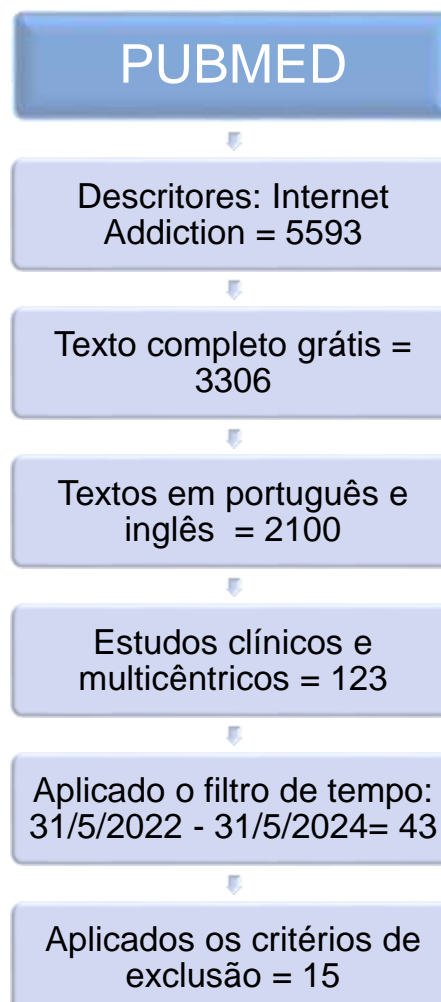 PUBMED
Descritores: Internet
Addiction = 5593
Texto completo grátis =
3306
Textos em português e
inglês  = 2100
Estudos clínicos e
multicêntricos = 123
Aplicado o filtro de tempo:
31/5/2022 - 31/5/2024= 43
Aplicados os critérios de
exclusão = 15